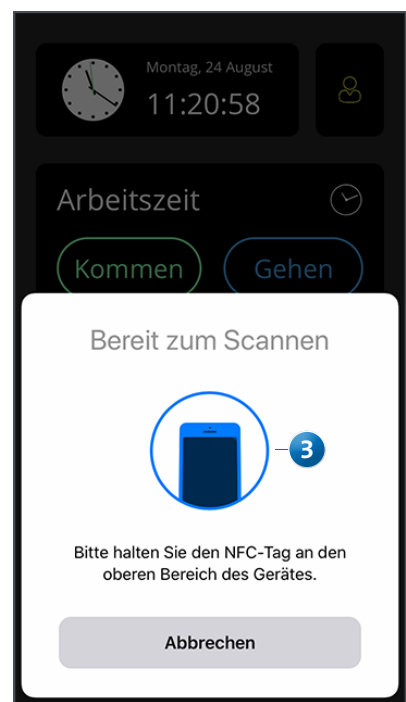 Montag, 24 August
11:20:58
Arbeitszeit
Kommen
Gehen
Bereit zum Scannen
3
Bitte halten Sie den NFC-Tag an den
oberen Bereich des Gerätes.
Abbrechen